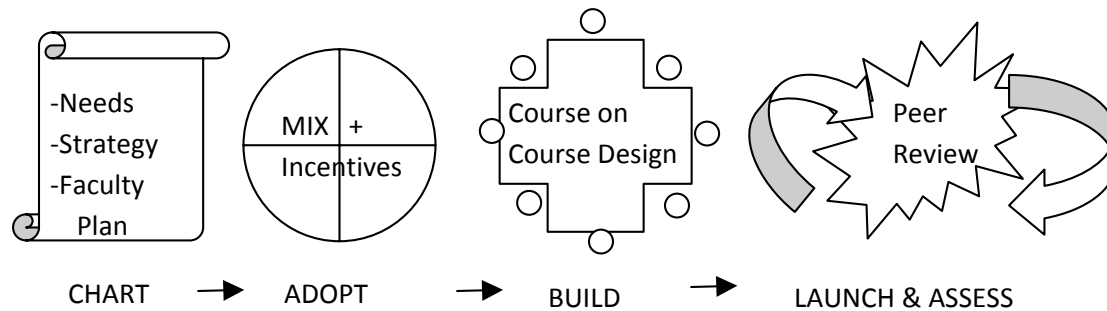 -Needs
-Strategy
-Faculty
Plan
MIX +
Incentives
Course on
Course Design
Peer
Review
CHART ADOPT BUILD LAUNCH & ASSESS